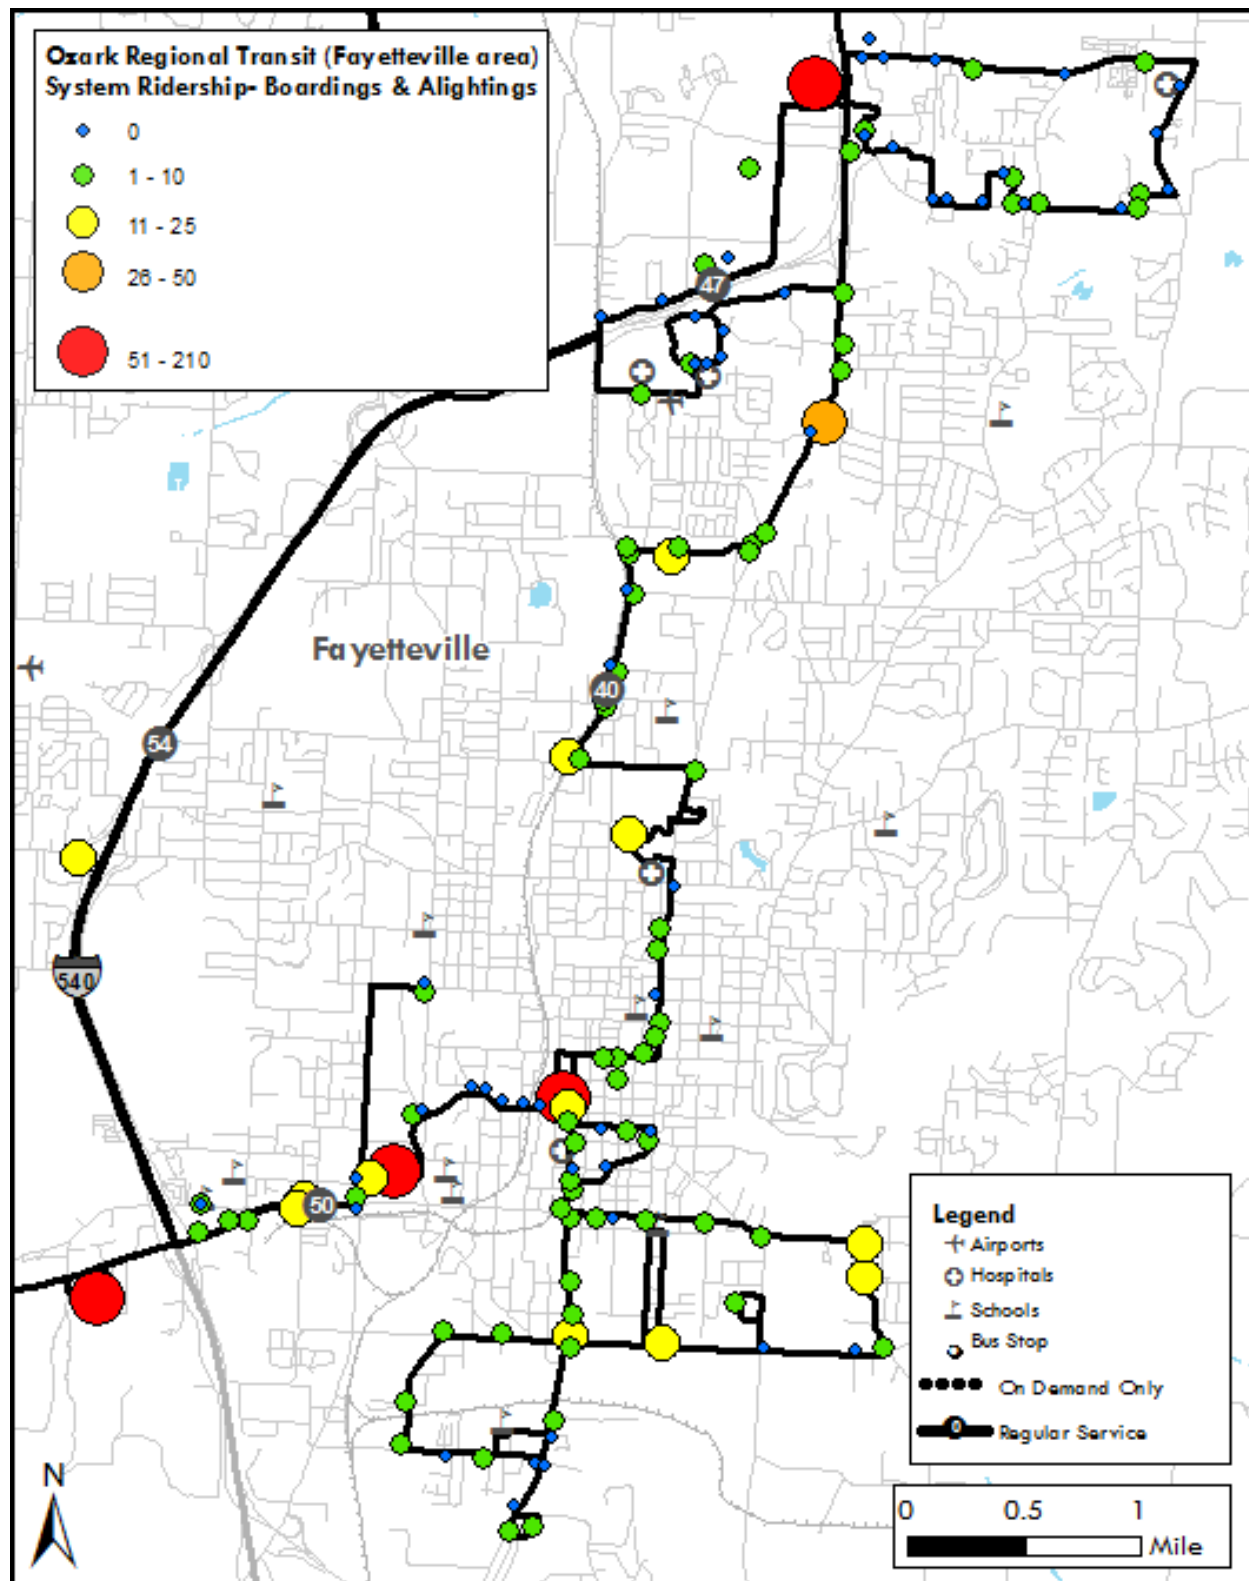 Ozark Regional Transit (Fayetteville area)
System Ridership- Boardings & Alightings
0
1 - 10
11 - 25
26 - 50
51 - 210
47
Fayetteville
40
54
540
50
Legend
Airports
Hospitals
Schools
Bus Stop
On Demand Only
0
Regular Service
N
0 0.5 1
Mile